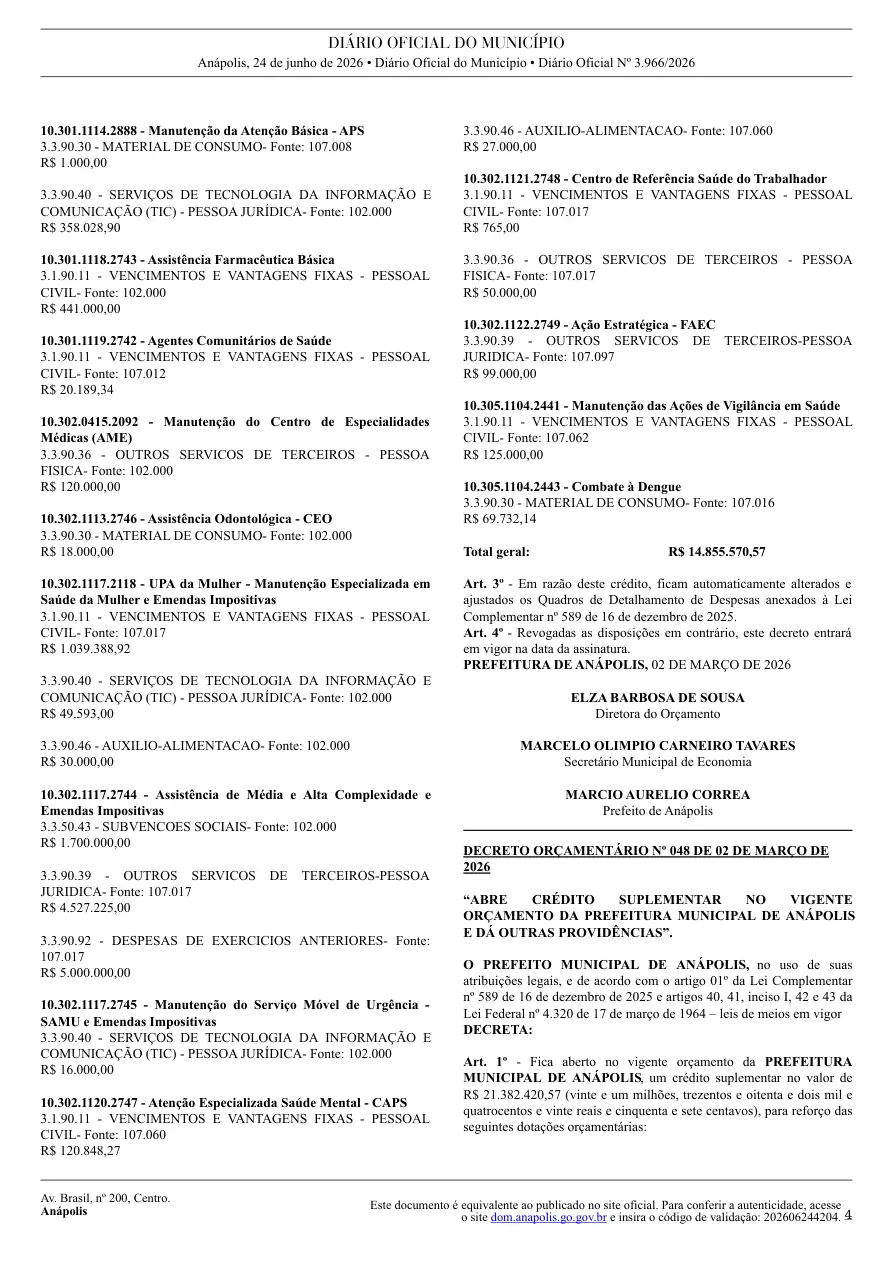 DIÁRIO OFICIAL DO MUNICÍPIO
Anápolis, 24 de junho de 2026 • Diário Oficial do Município • Diário Oficial Nº 3.966/2026
10.301.1114.2888 - Manutenção da Atenção Básica - APS
3.3.90.30 - MATERIAL DE CONSUMO- Fonte: 107.008
R$ 1.000,00
3.3.90.40 - SERVIÇOS DE TECNOLOGIA DA INFORMAÇÃO E
COMUNICAÇÃO (TIC) - PESSOA JURÍDICA- Fonte: 102.000
R$ 358.028,90
10.301.1118.2743 - Assistência Farmacêutica Básica
3.1.90.11 - VENCIMENTOS E VANTAGENS FIXAS - PESSOAL
CIVIL- Fonte: 102.000
R$ 441.000,00
10.301.1119.2742 - Agentes Comunitários de Saúde
3.1.90.11 - VENCIMENTOS E VANTAGENS FIXAS - PESSOAL
CIVIL- Fonte: 107.012
R$ 20.189,34
10.302.0415.2092 - Manutenção do Centro de Especialidades
Médicas (AME)
3.3.90.36 - OUTROS SERVICOS DE TERCEIROS - PESSOA
FISICA- Fonte: 102.000
R$ 120.000,00
10.302.1113.2746 - Assistência Odontológica - CEO
3.3.90.30 - MATERIAL DE CONSUMO- Fonte: 102.000
R$ 18.000,00
10.302.1117.2118 - UPA da Mulher - Manutenção Especializada em
Saúde da Mulher e Emendas Impositivas
3.1.90.11 - VENCIMENTOS E VANTAGENS FIXAS - PESSOAL
CIVIL- Fonte: 107.017
R$ 1.039.388,92
3.3.90.40 - SERVIÇOS DE TECNOLOGIA DA INFORMAÇÃO E
COMUNICAÇÃO (TIC) - PESSOA JURÍDICA- Fonte: 102.000
R$ 49.593,00
3.3.90.46 - AUXILIO-ALIMENTACAO- Fonte: 102.000
R$ 30.000,00
10.302.1117.2744 - Assistência de Média e Alta Complexidade e
Emendas Impositivas
3.3.50.43 - SUBVENCOES SOCIAIS- Fonte: 102.000
R$ 1.700.000,00
3.3.90.39 - OUTROS SERVICOS DE TERCEIROS-PESSOA
JURIDICA- Fonte: 107.017
R$ 4.527.225,00
3.3.90.92 - DESPESAS DE EXERCICIOS ANTERIORES- Fonte:
107.017
R$ 5.000.000,00
10.302.1117.2745 - Manutenção do Serviço Móvel de Urgência -
SAMU e Emendas Impositivas
3.3.90.40 - SERVIÇOS DE TECNOLOGIA DA INFORMAÇÃO E
COMUNICAÇÃO (TIC) - PESSOA JURÍDICA- Fonte: 102.000
R$ 16.000,00
10.302.1120.2747 - Atenção Especializada Saúde Mental - CAPS
3.1.90.11 - VENCIMENTOS E VANTAGENS FIXAS - PESSOAL
CIVIL- Fonte: 107.060
R$ 120.848,27
3.3.90.46 - AUXILIO-ALIMENTACAO- Fonte: 107.060
R$ 27.000,00
10.302.1121.2748 - Centro de Referência Saúde do Trabalhador
3.1.90.11 - VENCIMENTOS E VANTAGENS FIXAS - PESSOAL
CIVIL- Fonte: 107.017
R$ 765,00
3.3.90.36 - OUTROS SERVICOS DE TERCEIROS - PESSOA
FISICA- Fonte: 107.017
R$ 50.000,00
10.302.1122.2749 - Ação Estratégica - FAEC
3.3.90.39 - OUTROS SERVICOS DE TERCEIROS-PESSOA
JURIDICA- Fonte: 107.097
R$ 99.000,00
10.305.1104.2441 - Manutenção das Ações de Vigilância em Saúde
3.1.90.11 - VENCIMENTOS E VANTAGENS FIXAS - PESSOAL
CIVIL- Fonte: 107.062
R$ 125.000,00
10.305.1104.2443 - Combate à Dengue
3.3.90.30 - MATERIAL DE CONSUMO- Fonte: 107.016
R$ 69.732,14
Total geral: R$ 14.855.570,57
Art. 3º - Em razão deste crédito, ficam automaticamente alterados e
ajustados os Quadros de Detalhamento de Despesas anexados à Lei
Complementar nº 589 de 16 de dezembro de 2025.
Art. 4º - Revogadas as disposições em contrário, este decreto entrará
em vigor na data da assinatura.
PREFEITURA DE ANÁPOLIS, 02 DE MARÇO DE 2026
ELZA BARBOSA DE SOUSA
Diretora do Orçamento
MARCELO OLIMPIO CARNEIRO TAVARES
Secretário Municipal de Economia
MARCIO AURELIO CORREA
Prefeito de Anápolis
DECRETO ORÇAMENTÁRIO Nº 048 DE 02 DE MARÇO DE
2026
“ABRE CRÉDITO SUPLEMENTAR NO VIGENTE
ORÇAMENTO DA PREFEITURA MUNICIPAL DE ANÁPOLIS
E DÁ OUTRAS PROVIDÊNCIAS”.
O PREFEITO MUNICIPAL DE ANÁPOLIS, no uso de suas
atribuições legais, e de acordo com o artigo 01º da Lei Complementar
nº 589 de 16 de dezembro de 2025 e artigos 40, 41, inciso I, 42 e 43 da
Lei Federal nº 4.320 de 17 de março de 1964 – leis de meios em vigor
DECRETA:
Art. 1º - Fica aberto no vigente orçamento da PREFEITURA
MUNICIPAL DE ANÁPOLIS, um crédito suplementar no valor de
R$ 21.382.420,57 (vinte e um milhões, trezentos e oitenta e dois mil e
quatrocentos e vinte reais e cinquenta e sete centavos), para reforço das
seguintes dotações orçamentárias:
Av. Brasil, nº 200, Centro.
Anápolis
Este documento é equivalente ao publicado no site oficial. Para conferir a autenticidade, acesse
o site dom.anapolis.go.gov.br e insira o código de validação: 202606244204. 4